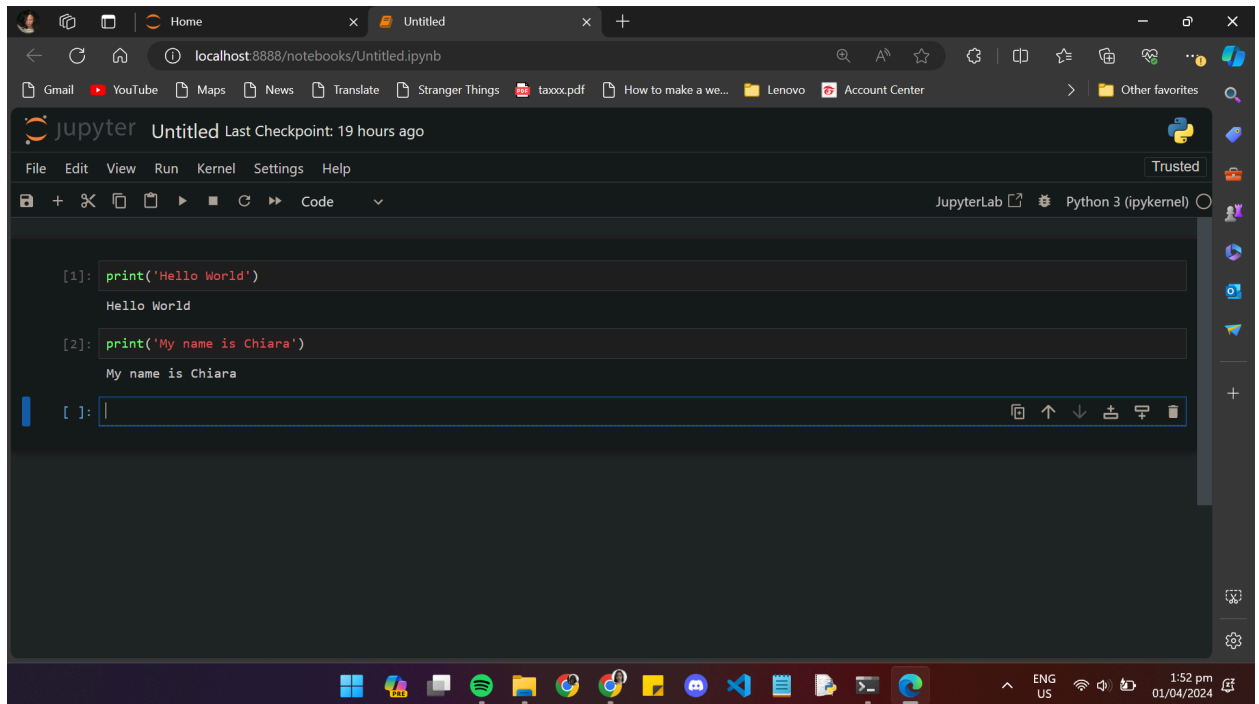 Home
Untitled
localhost:8888/notebooks/Untitled.ipynb
Gmail YouTube Maps News Translate Stranger Things taxxx.pdf How to make a we... Lenovo Account Center Other favorites
jupyter Untitled Last Checkpoint: 19 hours ago
File Edit View Run Kernel Settings Help Trusted
Code JupyterLab Python 3 (ipykernel)
[1]: print('Hello World')
Hello World
[2]: print('My name is Chiara')
My name is Chiara
[ ]:
PRE
ENG
US
1:52 pm
01/04/2024